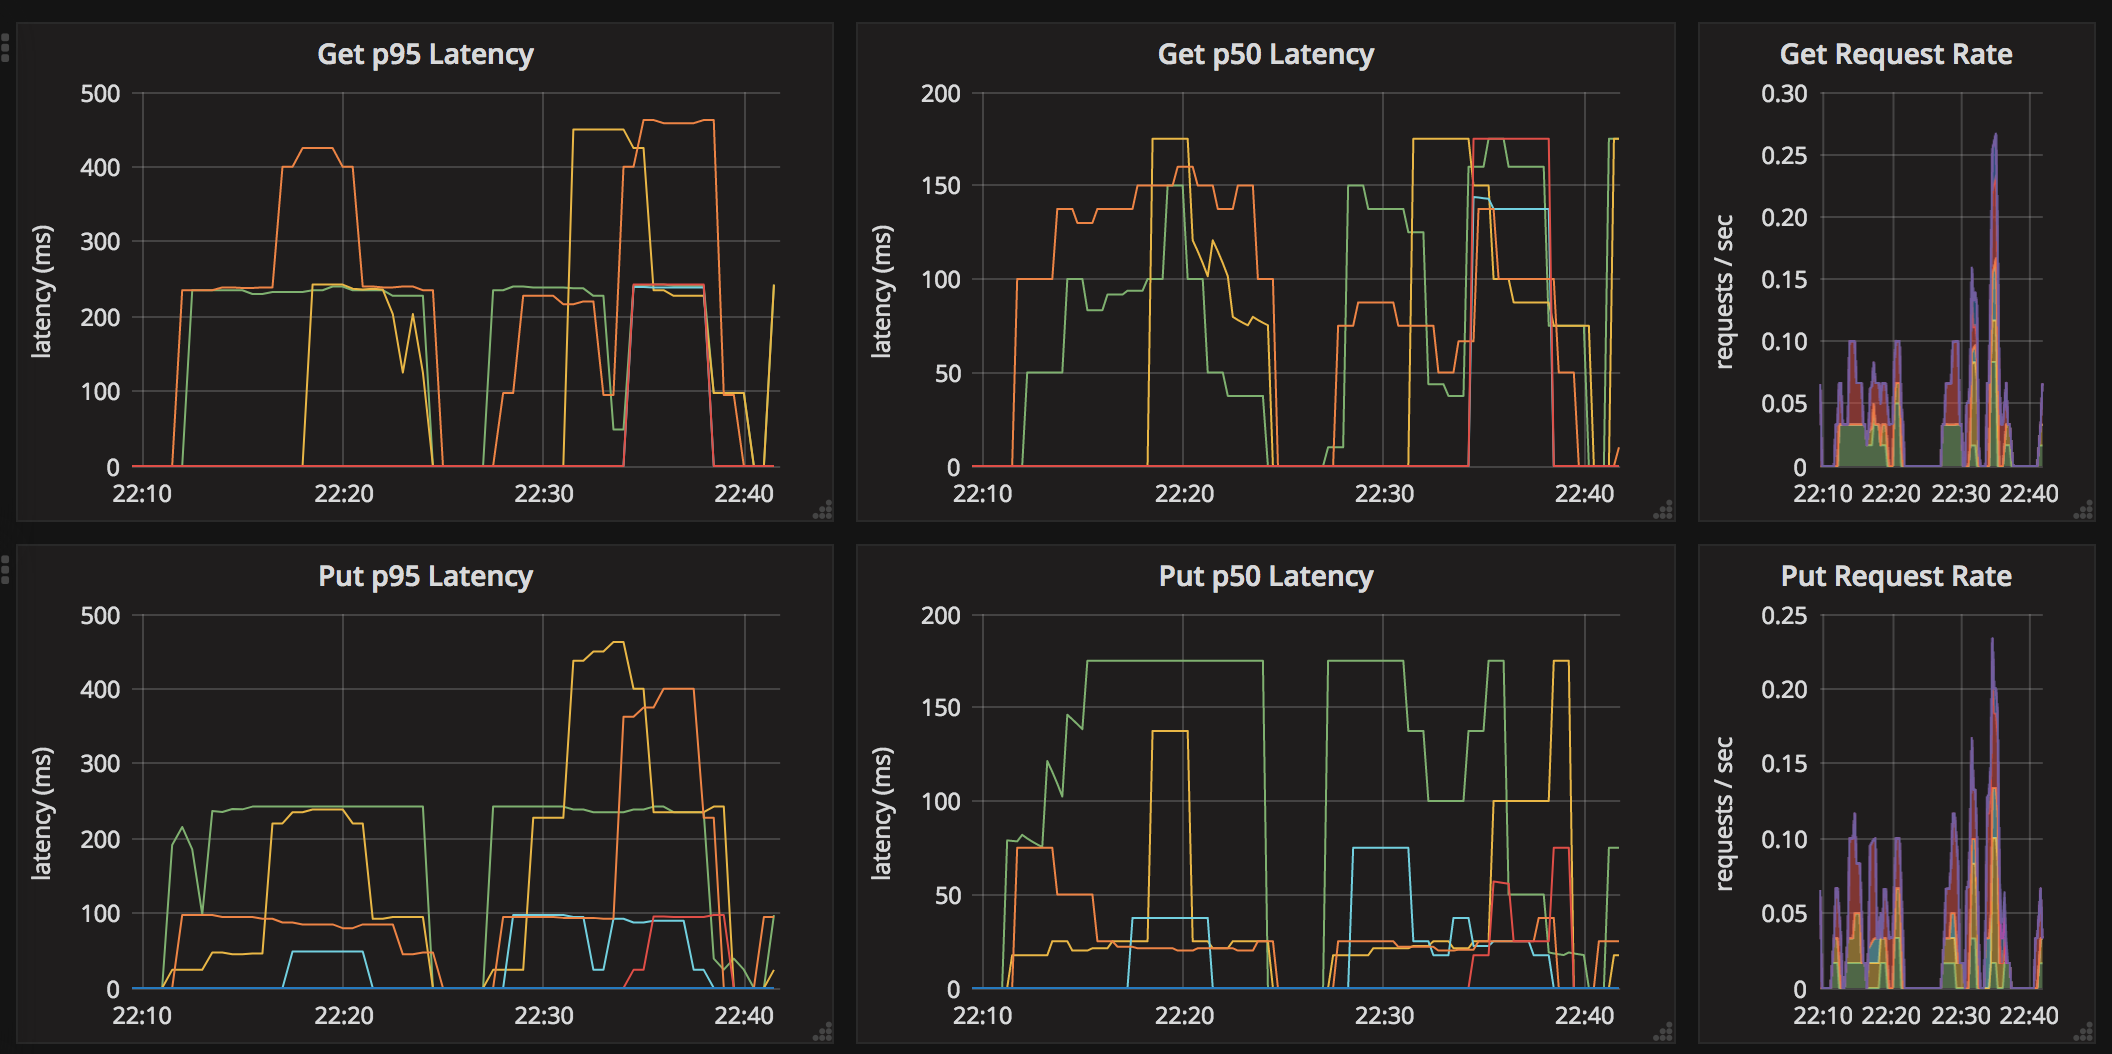 Get p95 Latency
500
400
300
200
100
0
latency (ms)
22:10 22:20 22:30 22:40
Get p50 Latency
200
150
100
50
0
latency (ms)
22:10 22:20 22:30 22:40
Get Request Rate
0.30
0.25
0.20
0.15
0.10
0.05
0
requests / sec
22:10 22:20 22:30 22:40
Put p95 Latency
500
400
300
200
100
0
latency (ms)
22:10 22:20 22:30 22:40
Put p50 Latency
200
150
100
50
0
latency (ms)
22:10 22:20 22:30 22:40
Put Request Rate
0.25
0.20
0.15
0.10
0.05
0
requests / sec
22:10 22:20 22:30 22:40